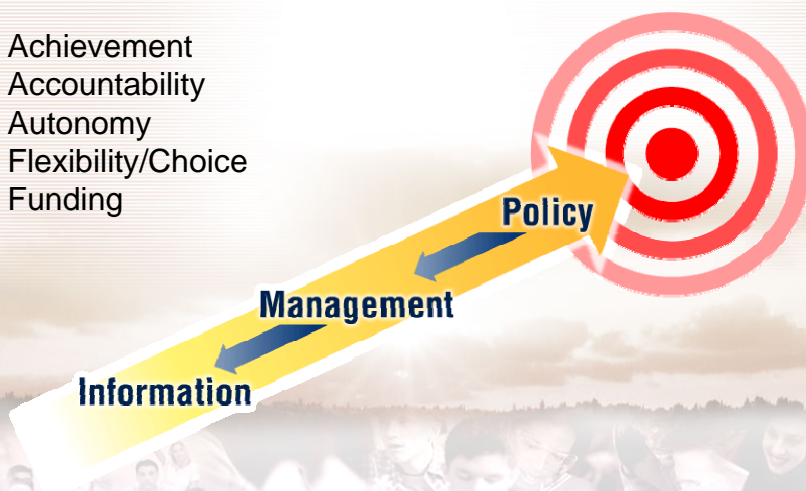 Achievement
Accountability
Autonomy
Flexibility/Choice
Funding
Policy
Management
Information